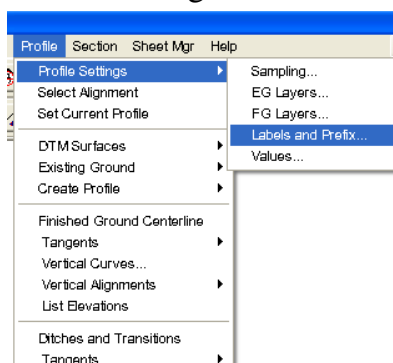 Profile Section Sheet Mgr Help
Profile Settings
Select Alignment
Set Current Profile
DTM Surfaces
Existing Ground
Create Profile
Finished Ground Centerline
Tangents
Vertical Curves...
Vertical Alignments
List Elevations
Ditches and Transitions
Tangents
Sampling...
EG Layers...
FG Layers...
Labels and Prefix...
Values...